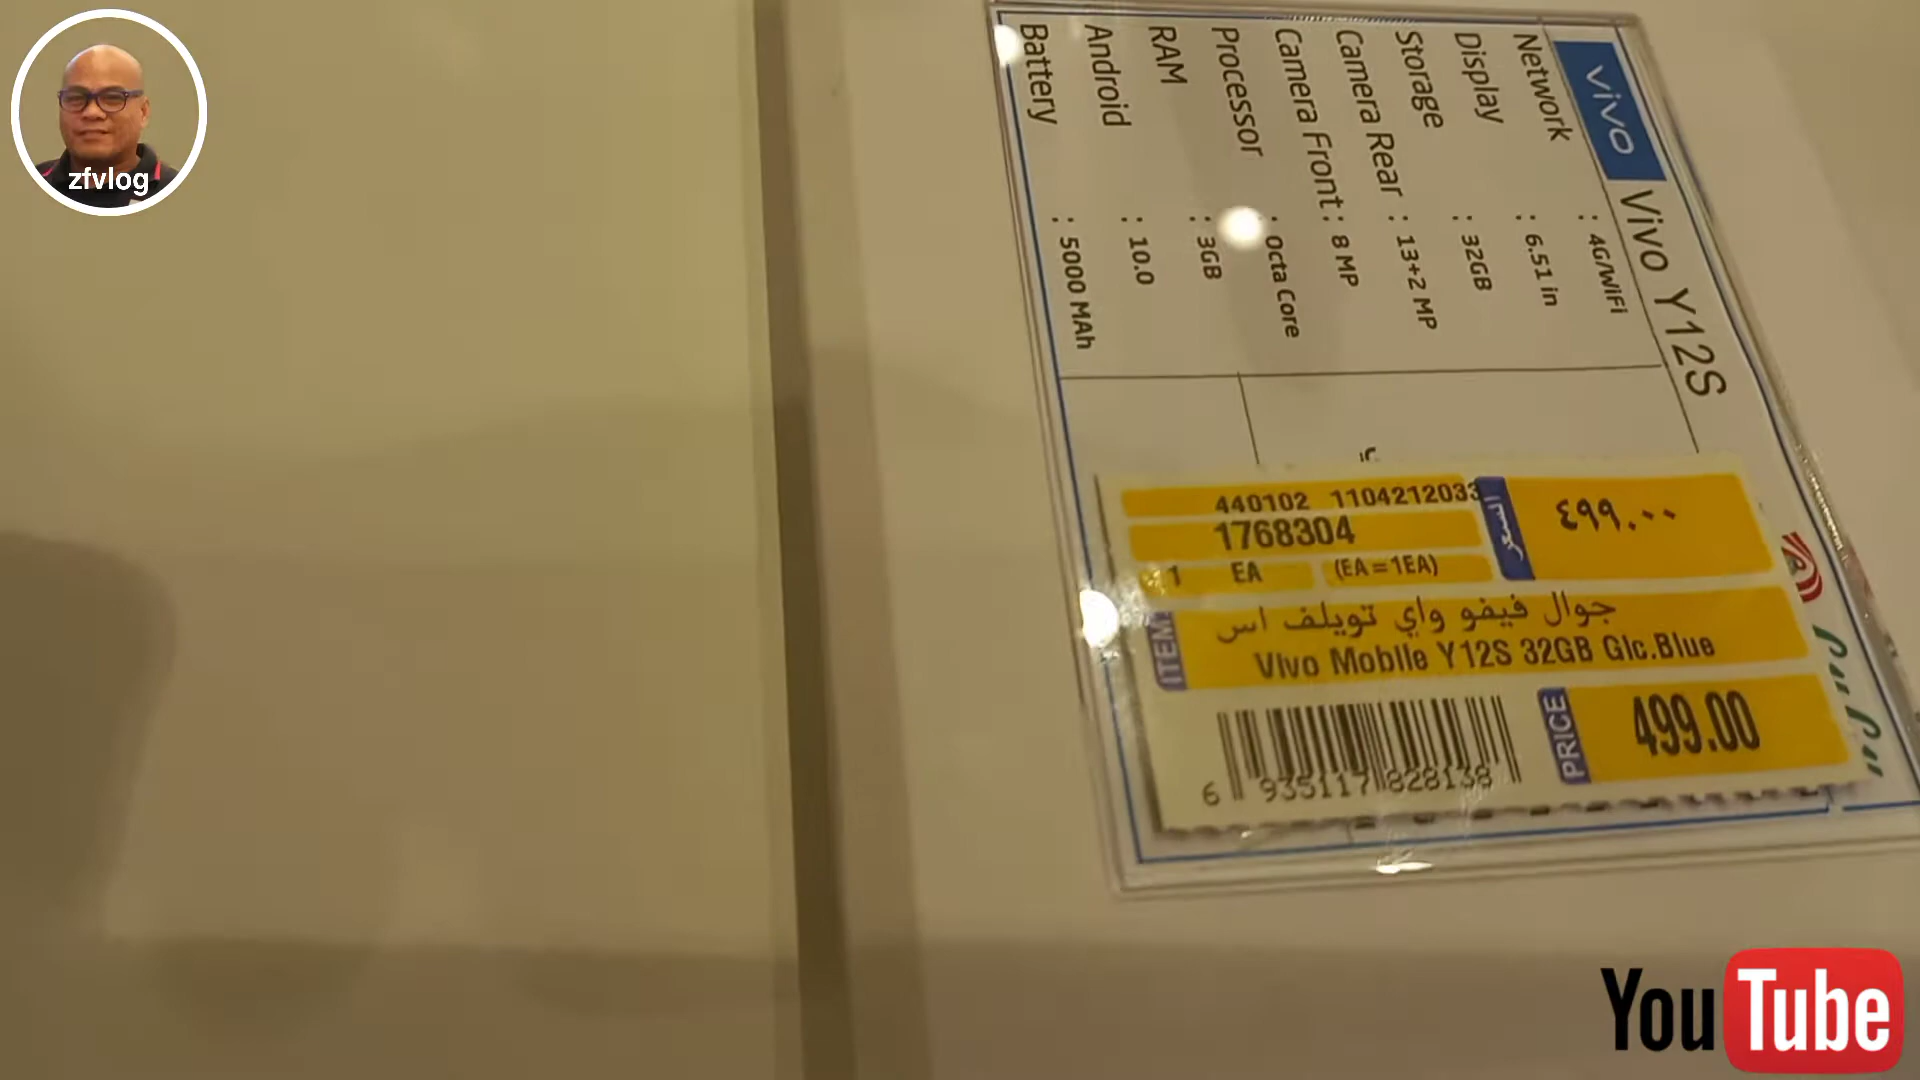 zfvlog
vivo Vivo Y12S
Network : 4G/WiFi
Display : 6.51 in
Storage : 32GB
Camera Rear : 13+2 MP
Camera Front : 8 MP
Processor : Octa Core
RAM : 3GB
Android : 10.0
Battery : 5000 MAh
440102 1104212033
1768304
1 EA (EA=1EA)
السعر ٤٩٩.٠٠
جوال فيفو واي تويلف اس
ITEM Vivo Mobile Y12S 32GB Glc.Blue
PRICE 499.00
6 935117 828138
YouTube